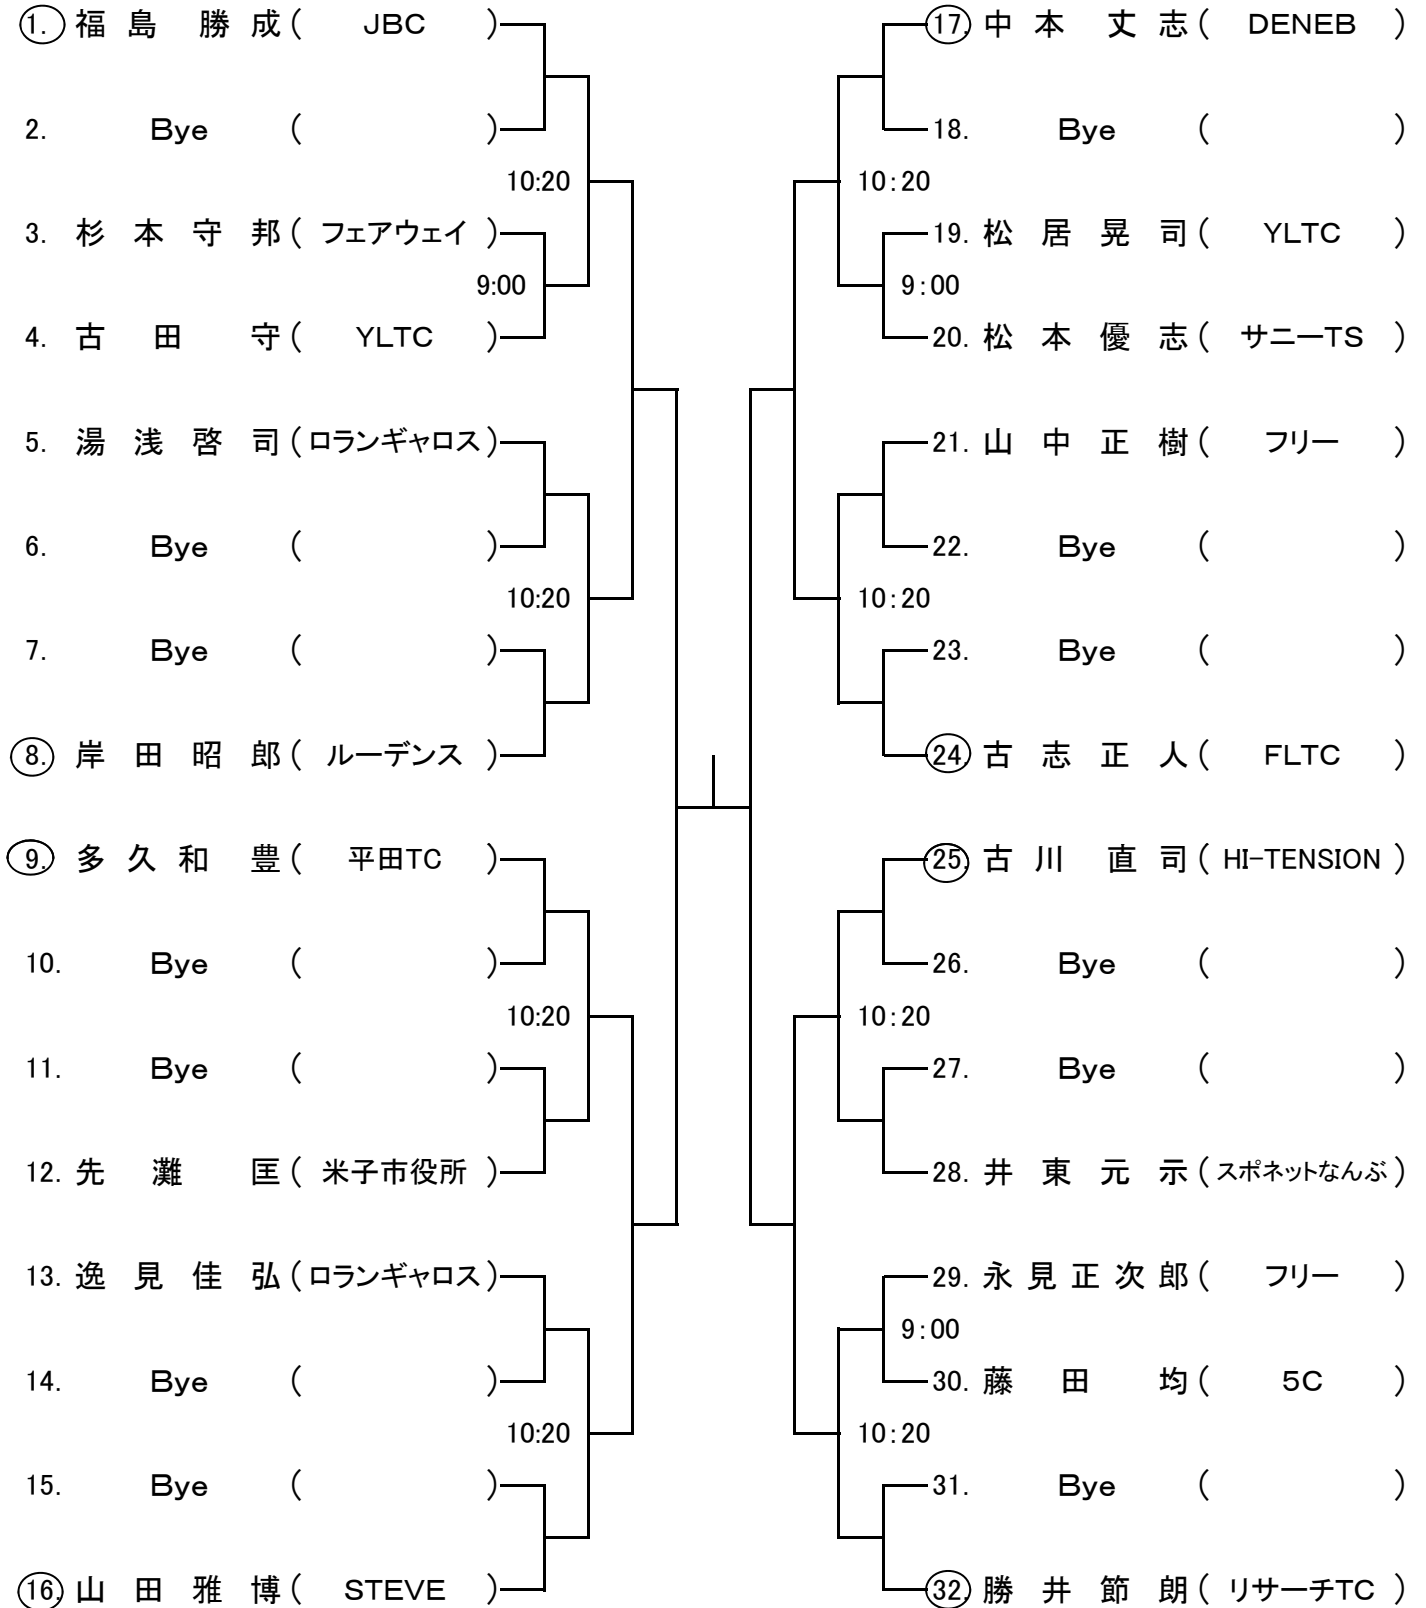 1. 福島 勝成( JBC )
2. Bye ( )
10:20
3. 杉本守邦( フェアウェイ )
9:00
4. 古田 守( YLTC )
5. 湯浅啓司(ロランギャロス)
6. Bye ( )
10:20
7. Bye ( )
8. 岸田昭郎( ルーデンス )
9. 多久和 豊( 平田TC )
10. Bye ( )
10:20
11. Bye ( )
12. 先灘 匡( 米子市役所 )
13. 逸見佳弘(ロランギャロス)
14. Bye ( )
10:20
15. Bye ( )
16. 山田雅博( STEVE )
17. 中本 丈志( DENEB )
18. Bye ( )
10:20
19. 松居晃司( YLTC )
9:00
20. 松本優志( サニーTS )
21. 山中正樹( フリー )
22. Bye ( )
10:20
23. Bye ( )
24. 古志正人( FLTC )
25. 古川 直司( HI-TENSION )
26. Bye ( )
10:20
27. Bye ( )
28. 井東元示(スポネットなんぶ)
29. 永見正次郎( フリー )
9:00
30. 藤田 均( 5C )
10:20
31. Bye ( )
32. 勝井節朗( リサーチTC )